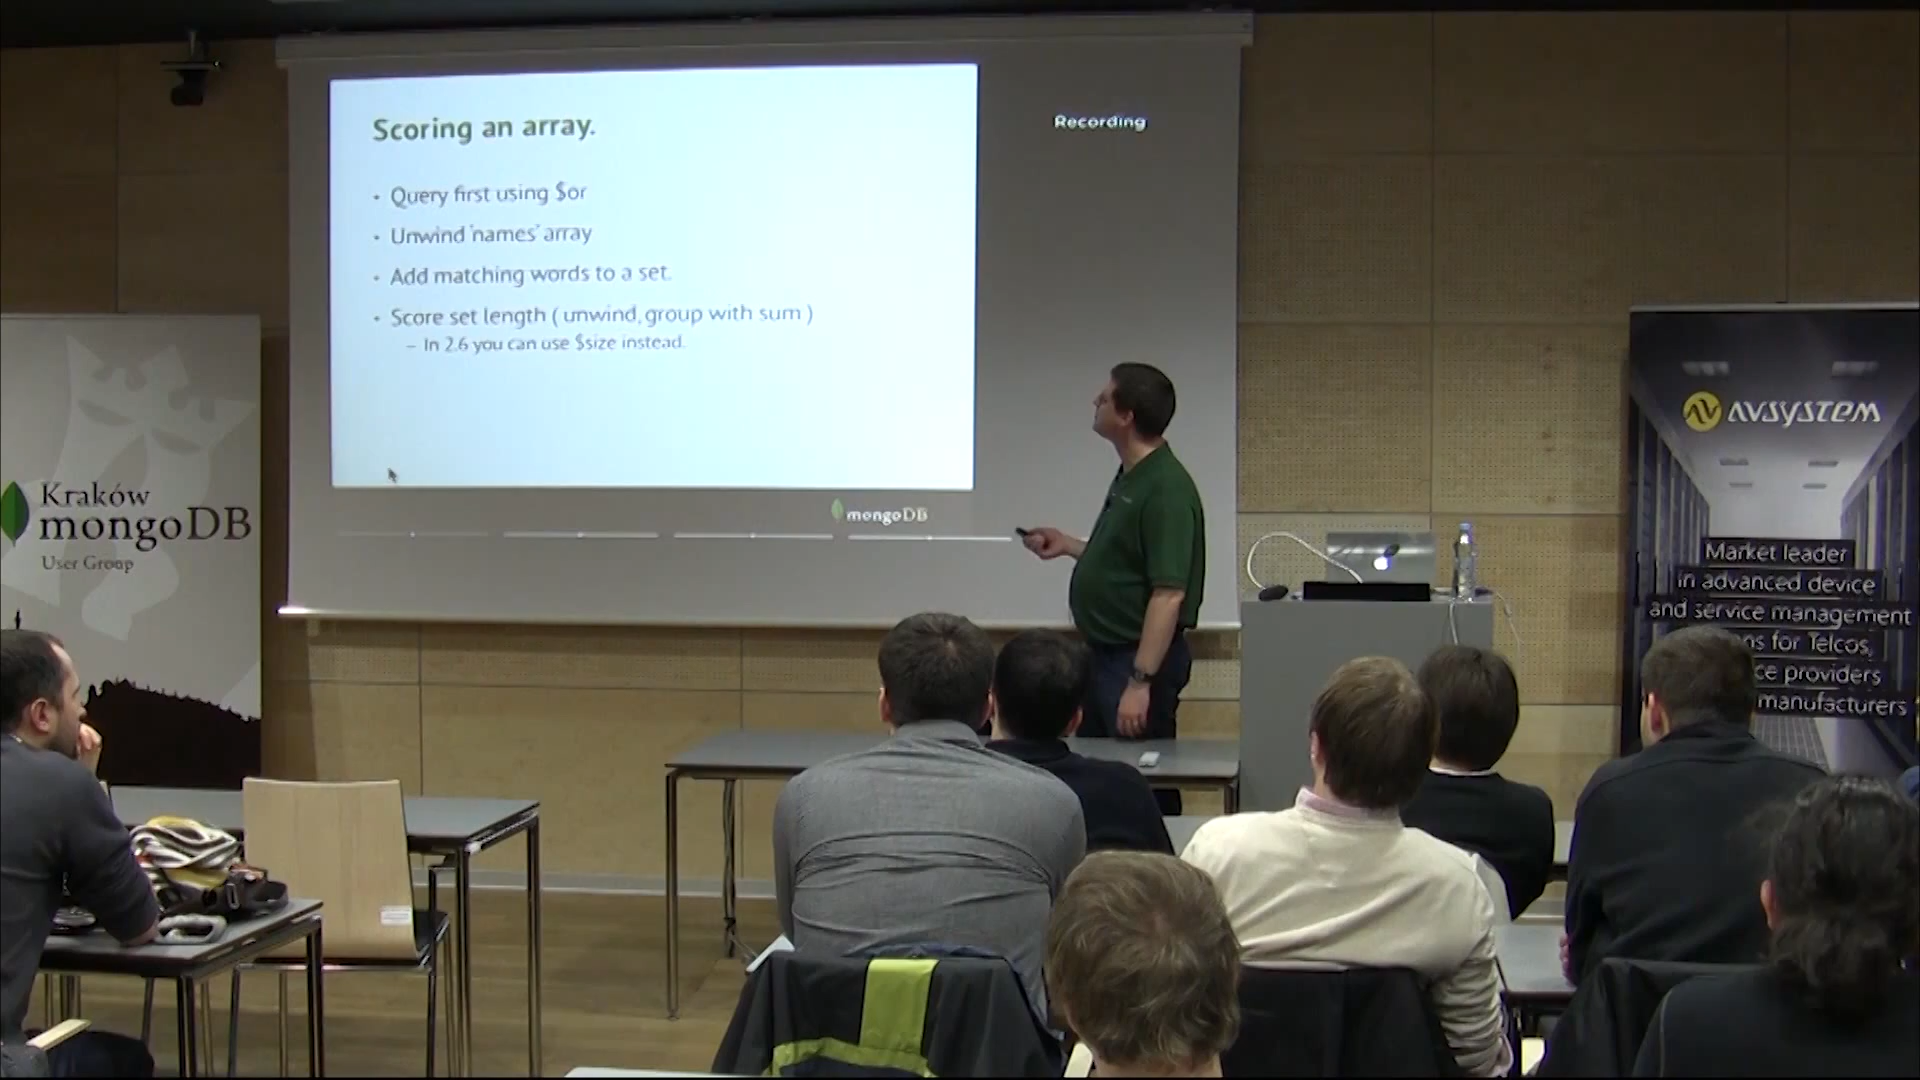 Scoring an array.
• Query first using $or
• Unwind 'names' array
• Add matching words to a set.
• Score set length ( unwind, group with sum )
– In 2.6 you can use $size instead.
mongoDB
Recording
Kraków
mongoDB
User Group
AVSYSTEM
Market leader
in advanced device
and service management
ns for Telcos,
ce providers
manufacturers